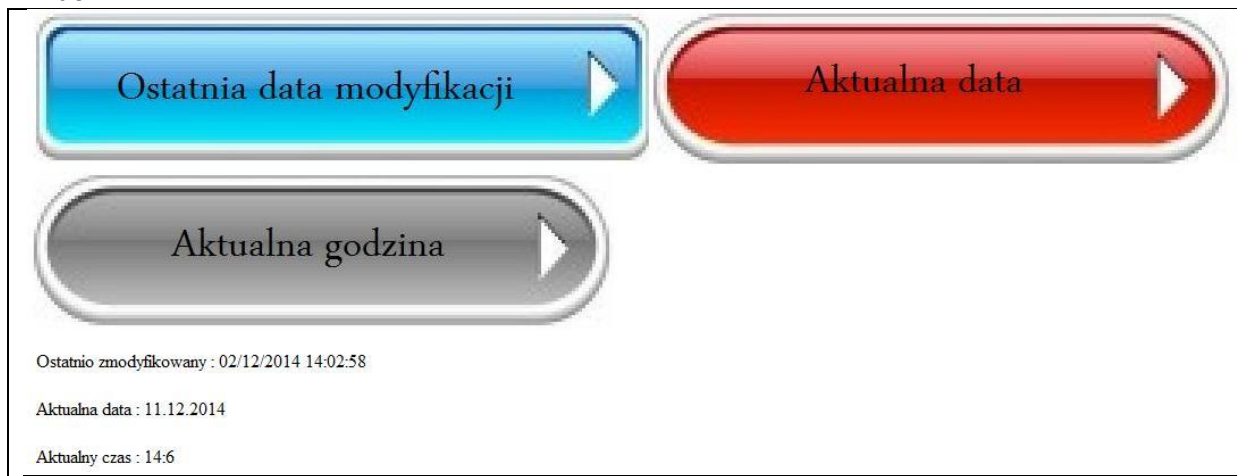 Ostatnia data modyfikacji
Aktualna data
Aktualna godzina
Ostatnio zmodyfikowany : 02/12/2014 14:02:58
Aktualna data : 11.12.2014
Aktualny czas : 14:6